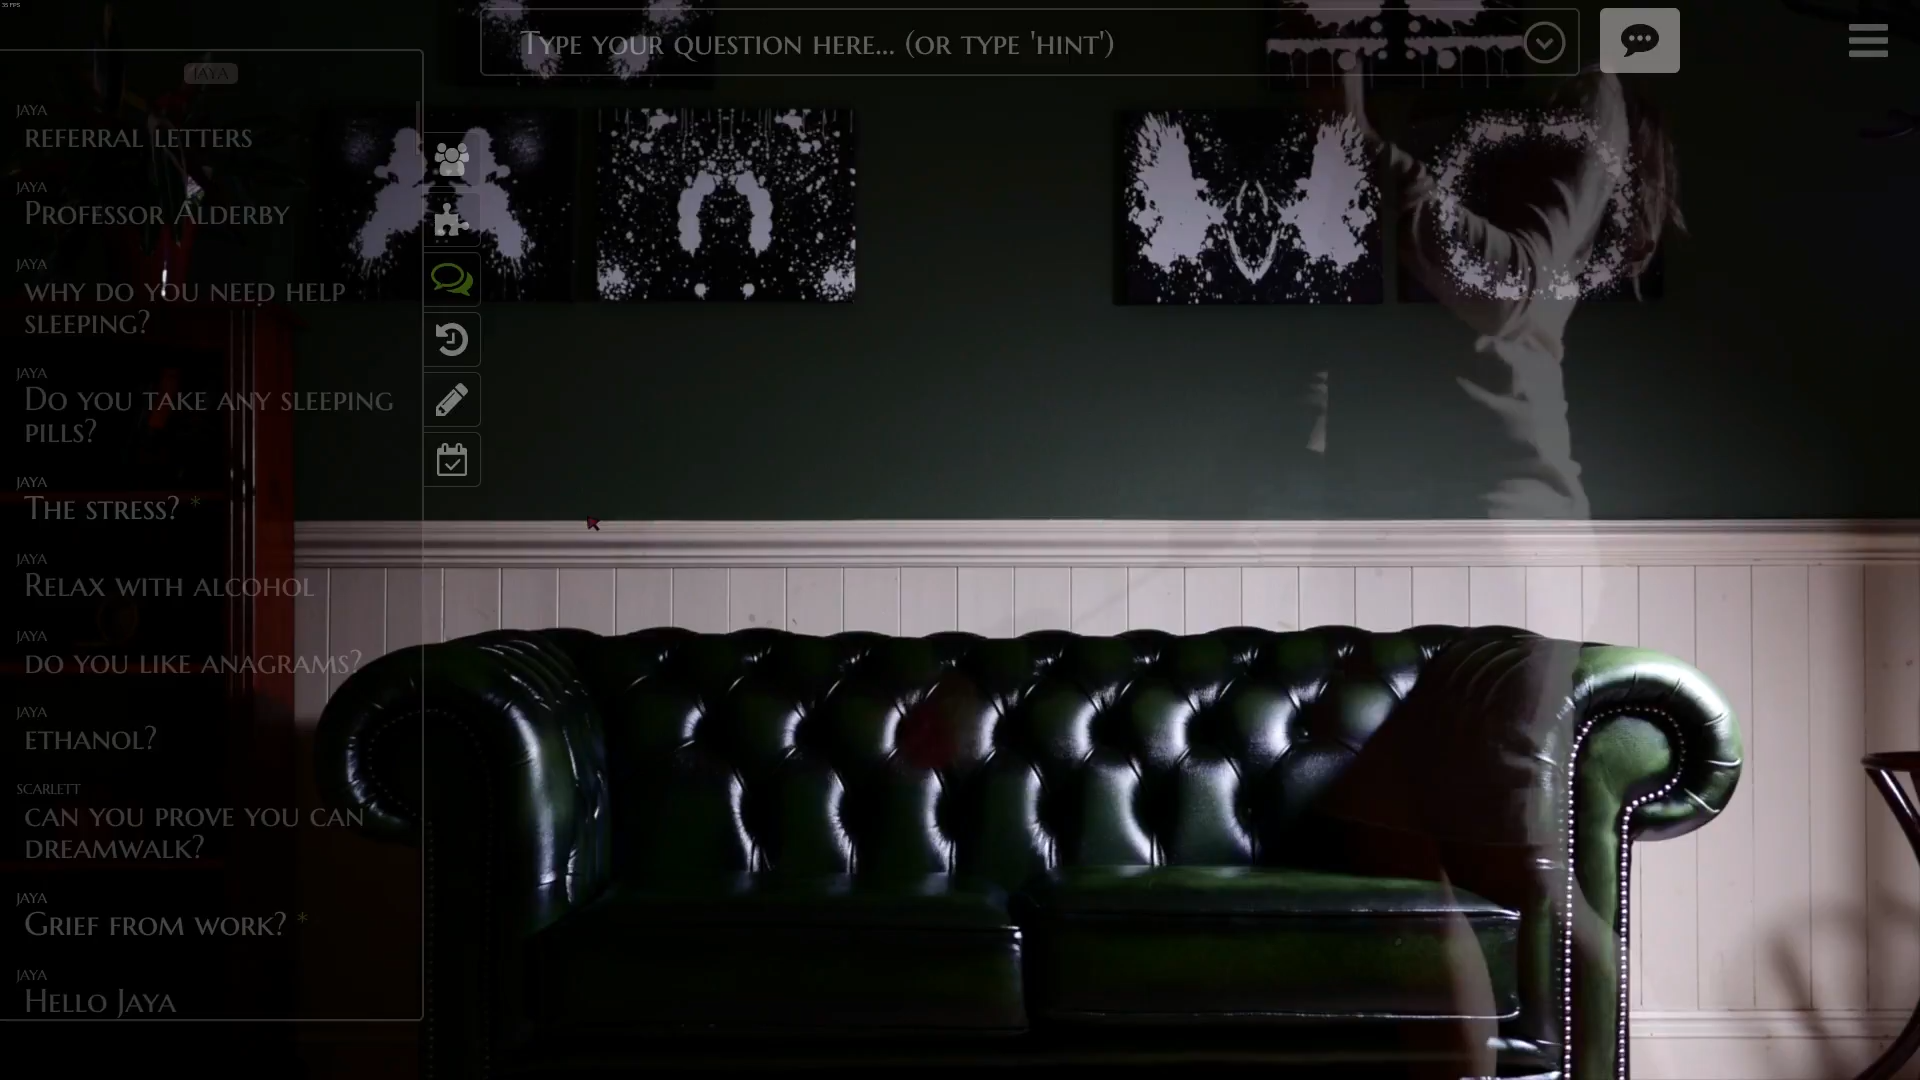 35 FPS
Type your question here... (or type 'hint')
JAYA
JAYA
REFERRAL LETTERS
JAYA
Professor Alderby
JAYA
WHY DO YOU NEED HELP
SLEEPING?
JAYA
Do you take any sleeping
pills?
JAYA
The stress? *
JAYA
Relax with alcohol
JAYA
DO YOU LIKE ANAGRAMS?
JAYA
ETHANOL?
SCARLETT
CAN YOU PROVE YOU CAN
DREAMWALK?
JAYA
Grief from work? *
JAYA
Hello Jaya